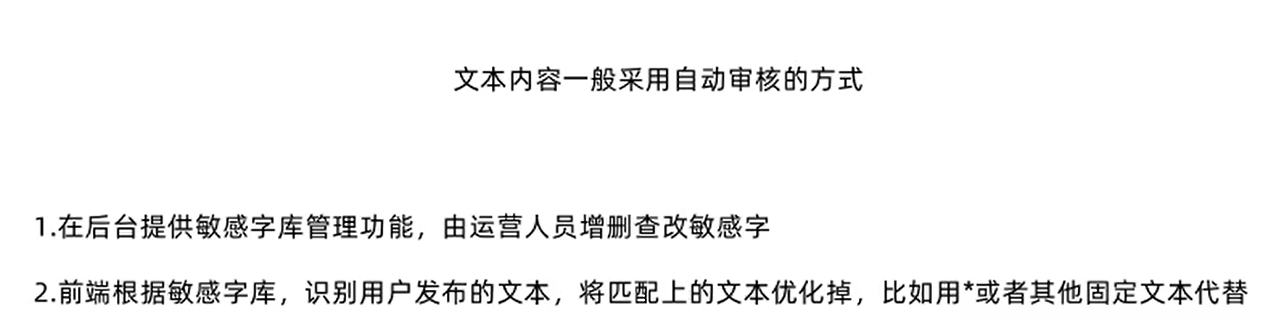 文本内容一般采用自动审核的方式
1.在后台提供敏感字库管理功能，由运营人员增删查改敏感字
2.前端根据敏感字库，识别用户发布的文本，将匹配上的文本优化掉，比如用*或者其他固定文本代替